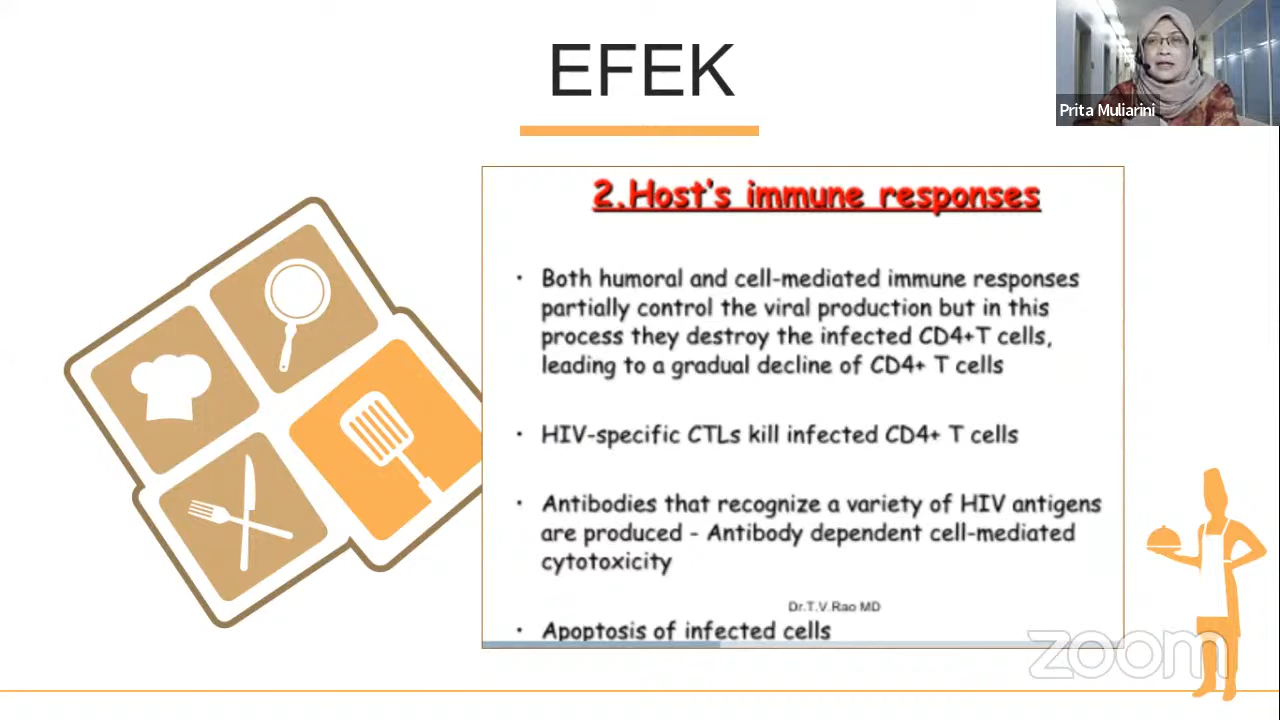 EFEK
Prita Muliarini
2.Host's immune responses
• Both humoral and cell-mediated immune responses
partially control the viral production but in this
process they destroy the infected CD4+T cells,
leading to a gradual decline of CD4+ T cells
• HIV-specific CTLs kill infected CD4+ T cells
• Antibodies that recognize a variety of HIV antigens
are produced - Antibody dependent cell-mediated
cytotoxicity
Dr.T.V.Rao MD
• Apoptosis of infected cells
zoom